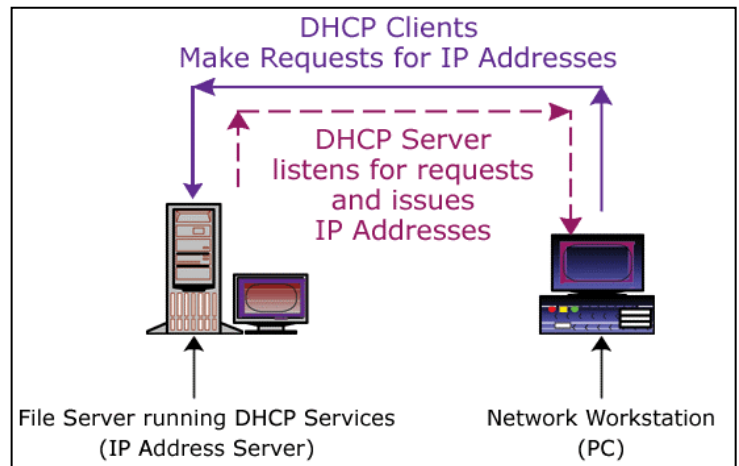 DHCP Clients
Make Requests for IP Addresses
DHCP Server
listens for requests
and issues
IP Addresses
File Server running DHCP Services
(IP Address Server)
Network Workstation
(PC)